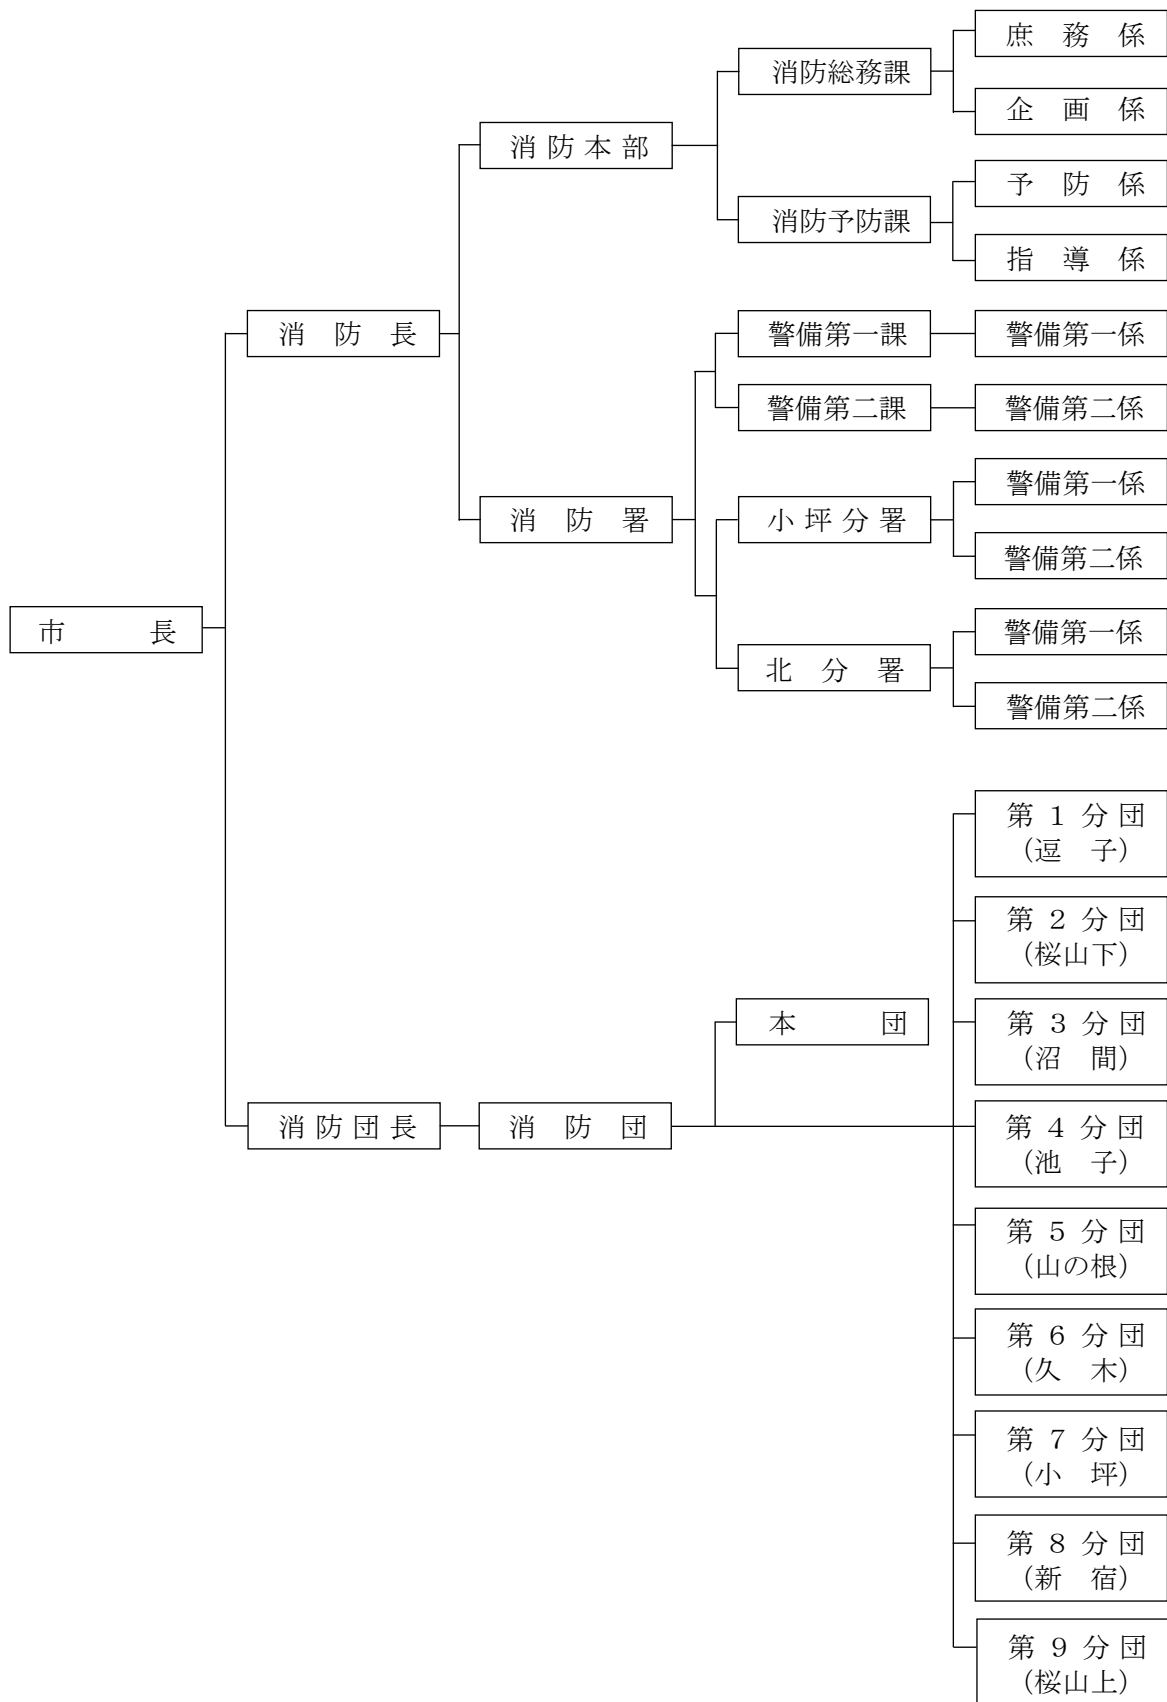 庶務係
消防総務課
企画係
消防本部
予防係
消防予防課
指導係
消防長
警備第一課
警備第一係
警備第二課
警備第二係
警備第一係
消防署
小坪分署
警備第二係
市長
警備第一係
北分署
警備第二係
第1分団
(逗子)
第2分団
(桜山下)
本団
第3分団
(沼間)
消防団長
消防団
第4分団
(池子)
第5分団
(山の根)
第6分団
(久木)
第7分団
(小坪)
第8分団
(新宿)
第9分団
(桜山上)